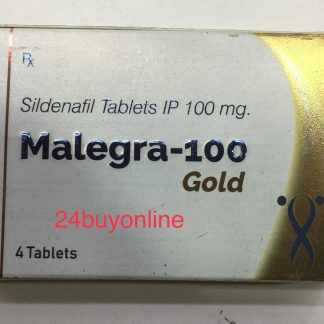 Rx
Sildenafil Tablets IP 100 mg.
Malegra-100
Gold
24buyonline
4 Tablets